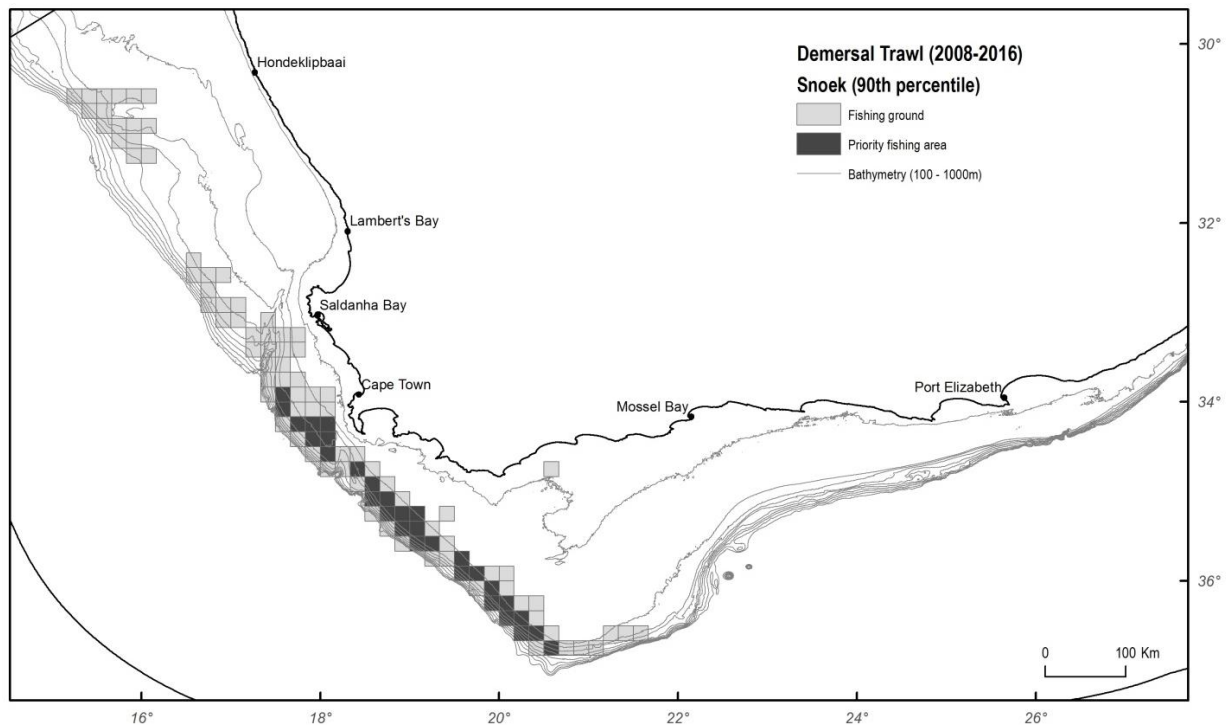 Demersal Trawl (2008-2016)
Snoek (90th percentile)
Fishing ground
Priority fishing area
Bathymetry (100 - 1000m)
Hondeklipbaai
Lambert's Bay
Saldanha Bay
Cape Town
Mossel Bay
Port Elizabeth
30°
32°
34°
36°
0 100 Km
16° 18° 20° 22° 24° 26°